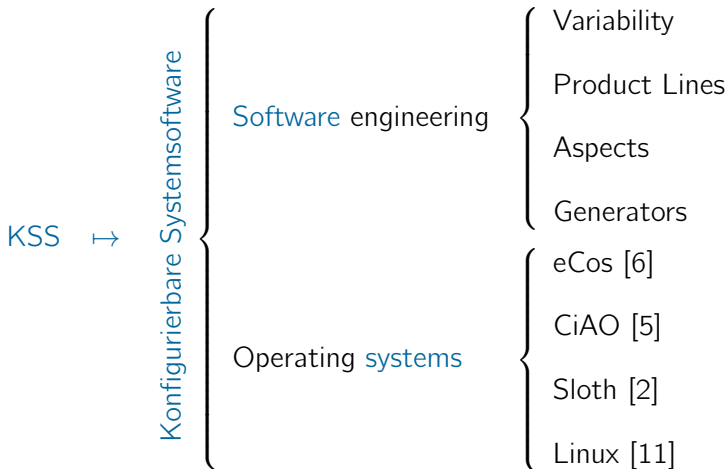 KSS ↦
Konfigurierbare Systemsoftware
Software engineering
Variability
Product Lines
Aspects
Generators
Operating systems
eCos [6]
CiAO [5]
Sloth [2]
Linux [11]